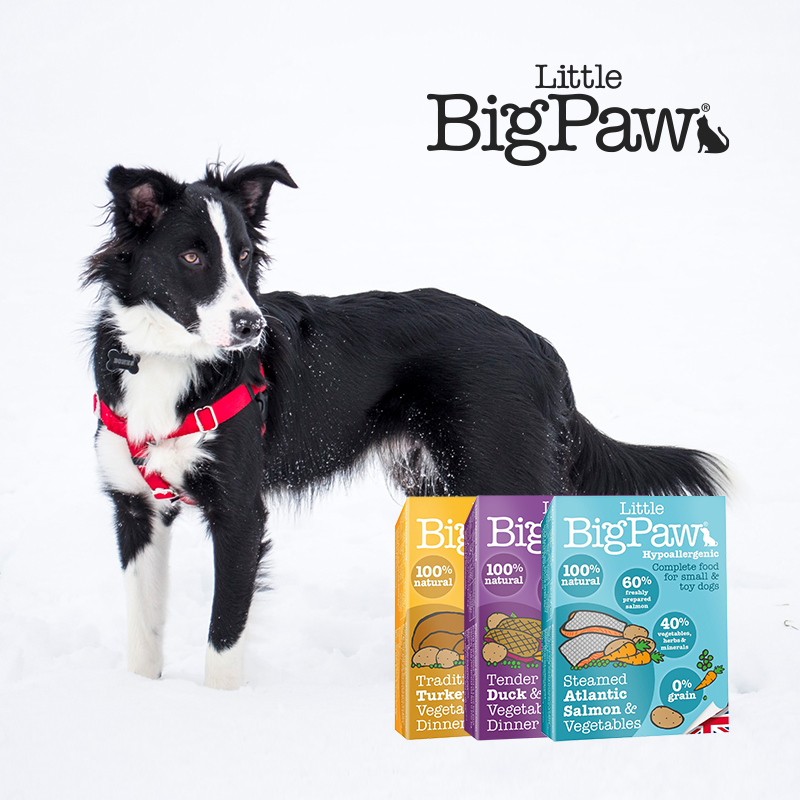 Little
BigPaw®
Big
100%
natural
Traditi
Turke
Vegeta
Dinner
Big
100%
natural
Tender
Duck &
Vegetab
Dinner
Little
BigPaw®
Hypoallergenic
Complete food
for small &
toy dogs
100%
natural
60%
freshly
prepared
salmon
40%
vegetables,
herbs &
minerals
0%
grain
Steamed
Atlantic
Salmon &
Vegetables